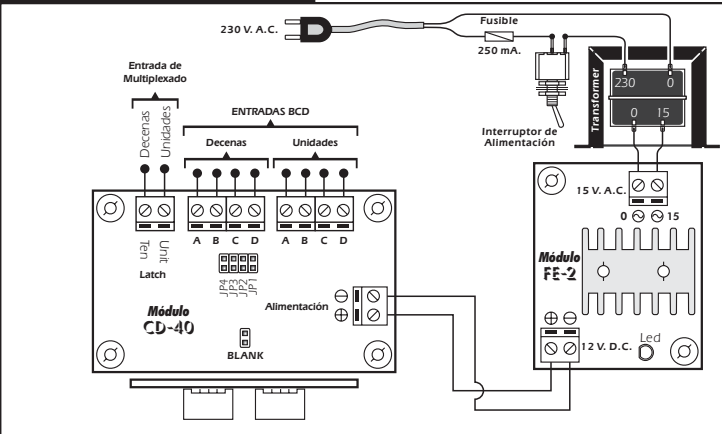 230 V. A.C.
Fusible
250 mA.
Interruptor de
Alimentación
Transformer
230 0
0 15
Entrada de
Multiplexado
Decenas
Unidades
ENTRADAS BCD
Decenas Unidades
A B C D A B C D
Ten
Unit
Latch
JP4
JP3
JP2
JP1
Módulo
CD-40
BLANK
Alimentación
15 V. A.C.
0 15
Módulo
FE-2
12 V. D.C.
Led